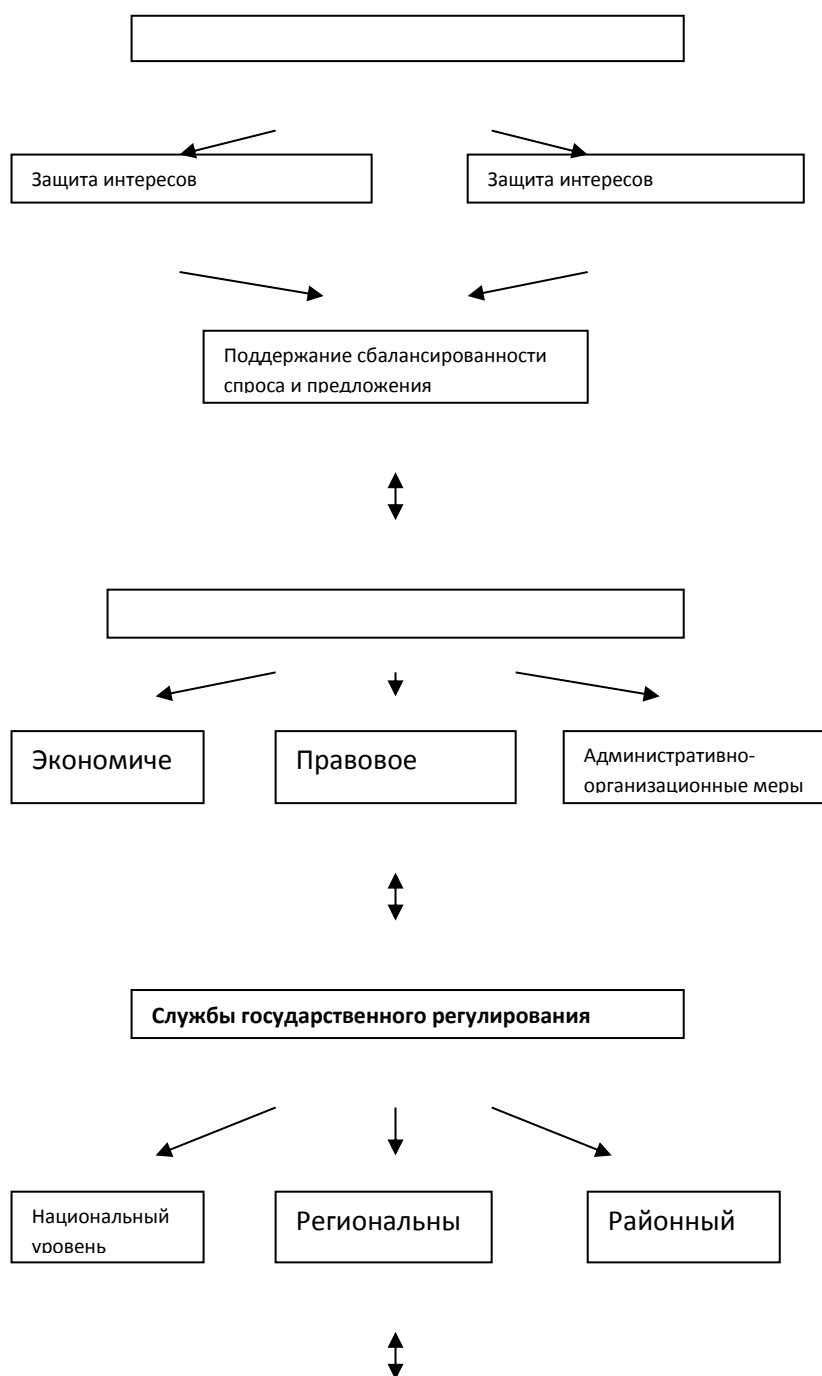 Защита интересов
Защита интересов
Поддержание сбалансированности
спроса и предложения
Экономиче
Правовое
Административно-
организационные меры
Службы государственного регулирования
Национальный
уровень
Региональны
Районный